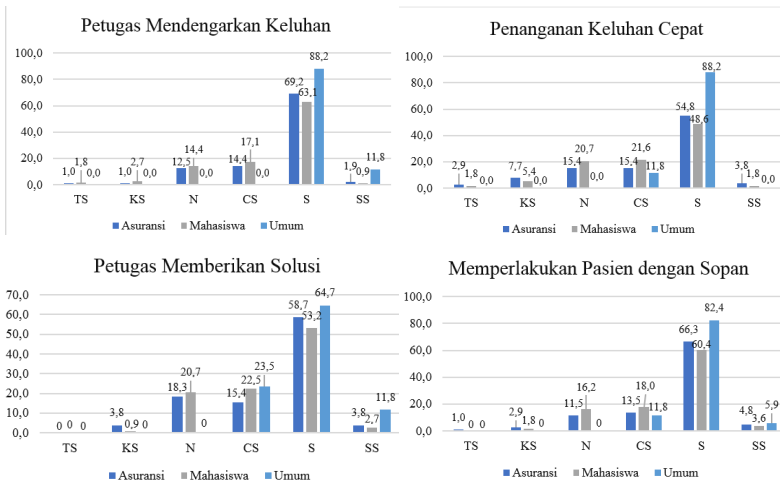 Petugas Mendengarkan Keluhan
100,0
80,0
60,0
40,0
20,0
0,0
1,0 1,8 0,0
1,0 2,7 0,0
12,5 14,4 0,0
14,4 17,1 0,0
69,2 63,1 88,2
1,9 0,9 11,8
TS KS N CS S SS
Asuransi Mahasiswa Umum
Penanganan Keluhan Cepat
100,0
80,0
60,0
40,0
20,0
0,0
2,9 1,8 0,0
7,7 5,4 0,0
15,4 20,7 0,0
15,4 21,6 11,8
54,8 48,6 88,2
3,8 1,8 0,0
TS KS N CS S SS
Asuransi Mahasiswa Umum
Petugas Memberikan Solusi
70,0
60,0
50,0
40,0
30,0
20,0
10,0
0,0
0 0 0
3,8 0,9 0
18,3 20,7 0
15,4 22,5 23,5
58,7 53,2 64,7
3,8 2,7 11,8
TS KS N CS S SS
Asuransi Mahasiswa Umum
Memperlakukan Pasien dengan Sopan
100,0
80,0
60,0
40,0
20,0
0,0
1,0 0 0
2,9 1,8 0
11,5 16,2 0
13,5 18,0 11,8
66,3 60,4 82,4
4,8 3,6 5,9
TS KS N CS S SS
Asuransi Mahasiswa Umum